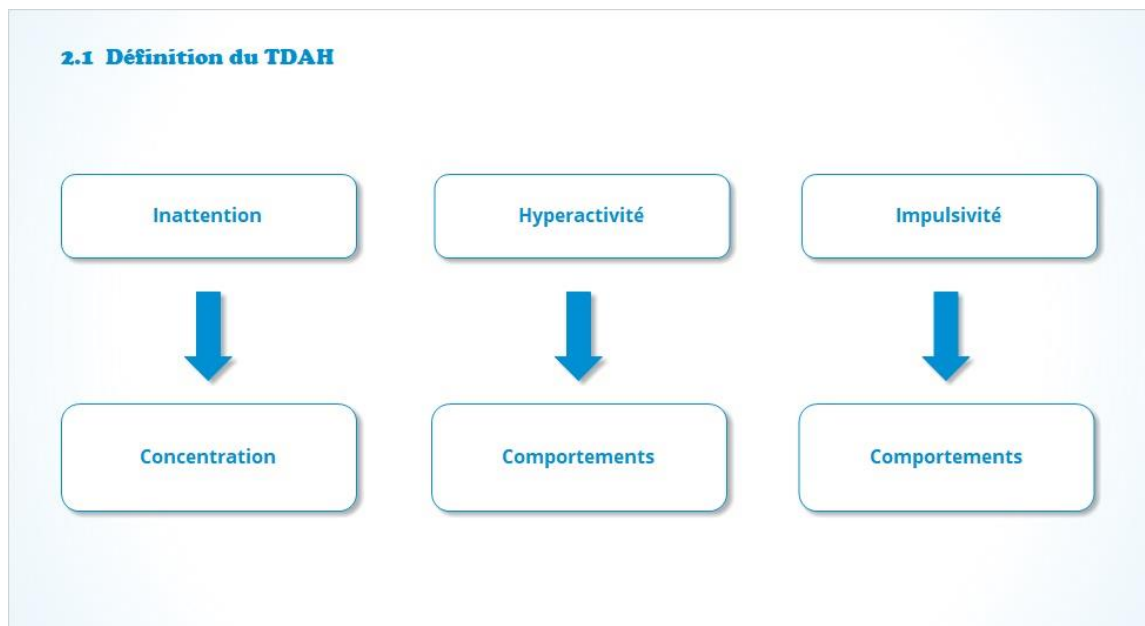 2.1 Définition du TDAH
Inattention
Hyperactivité
Impulsivité
Concentration
Comportements
Comportements